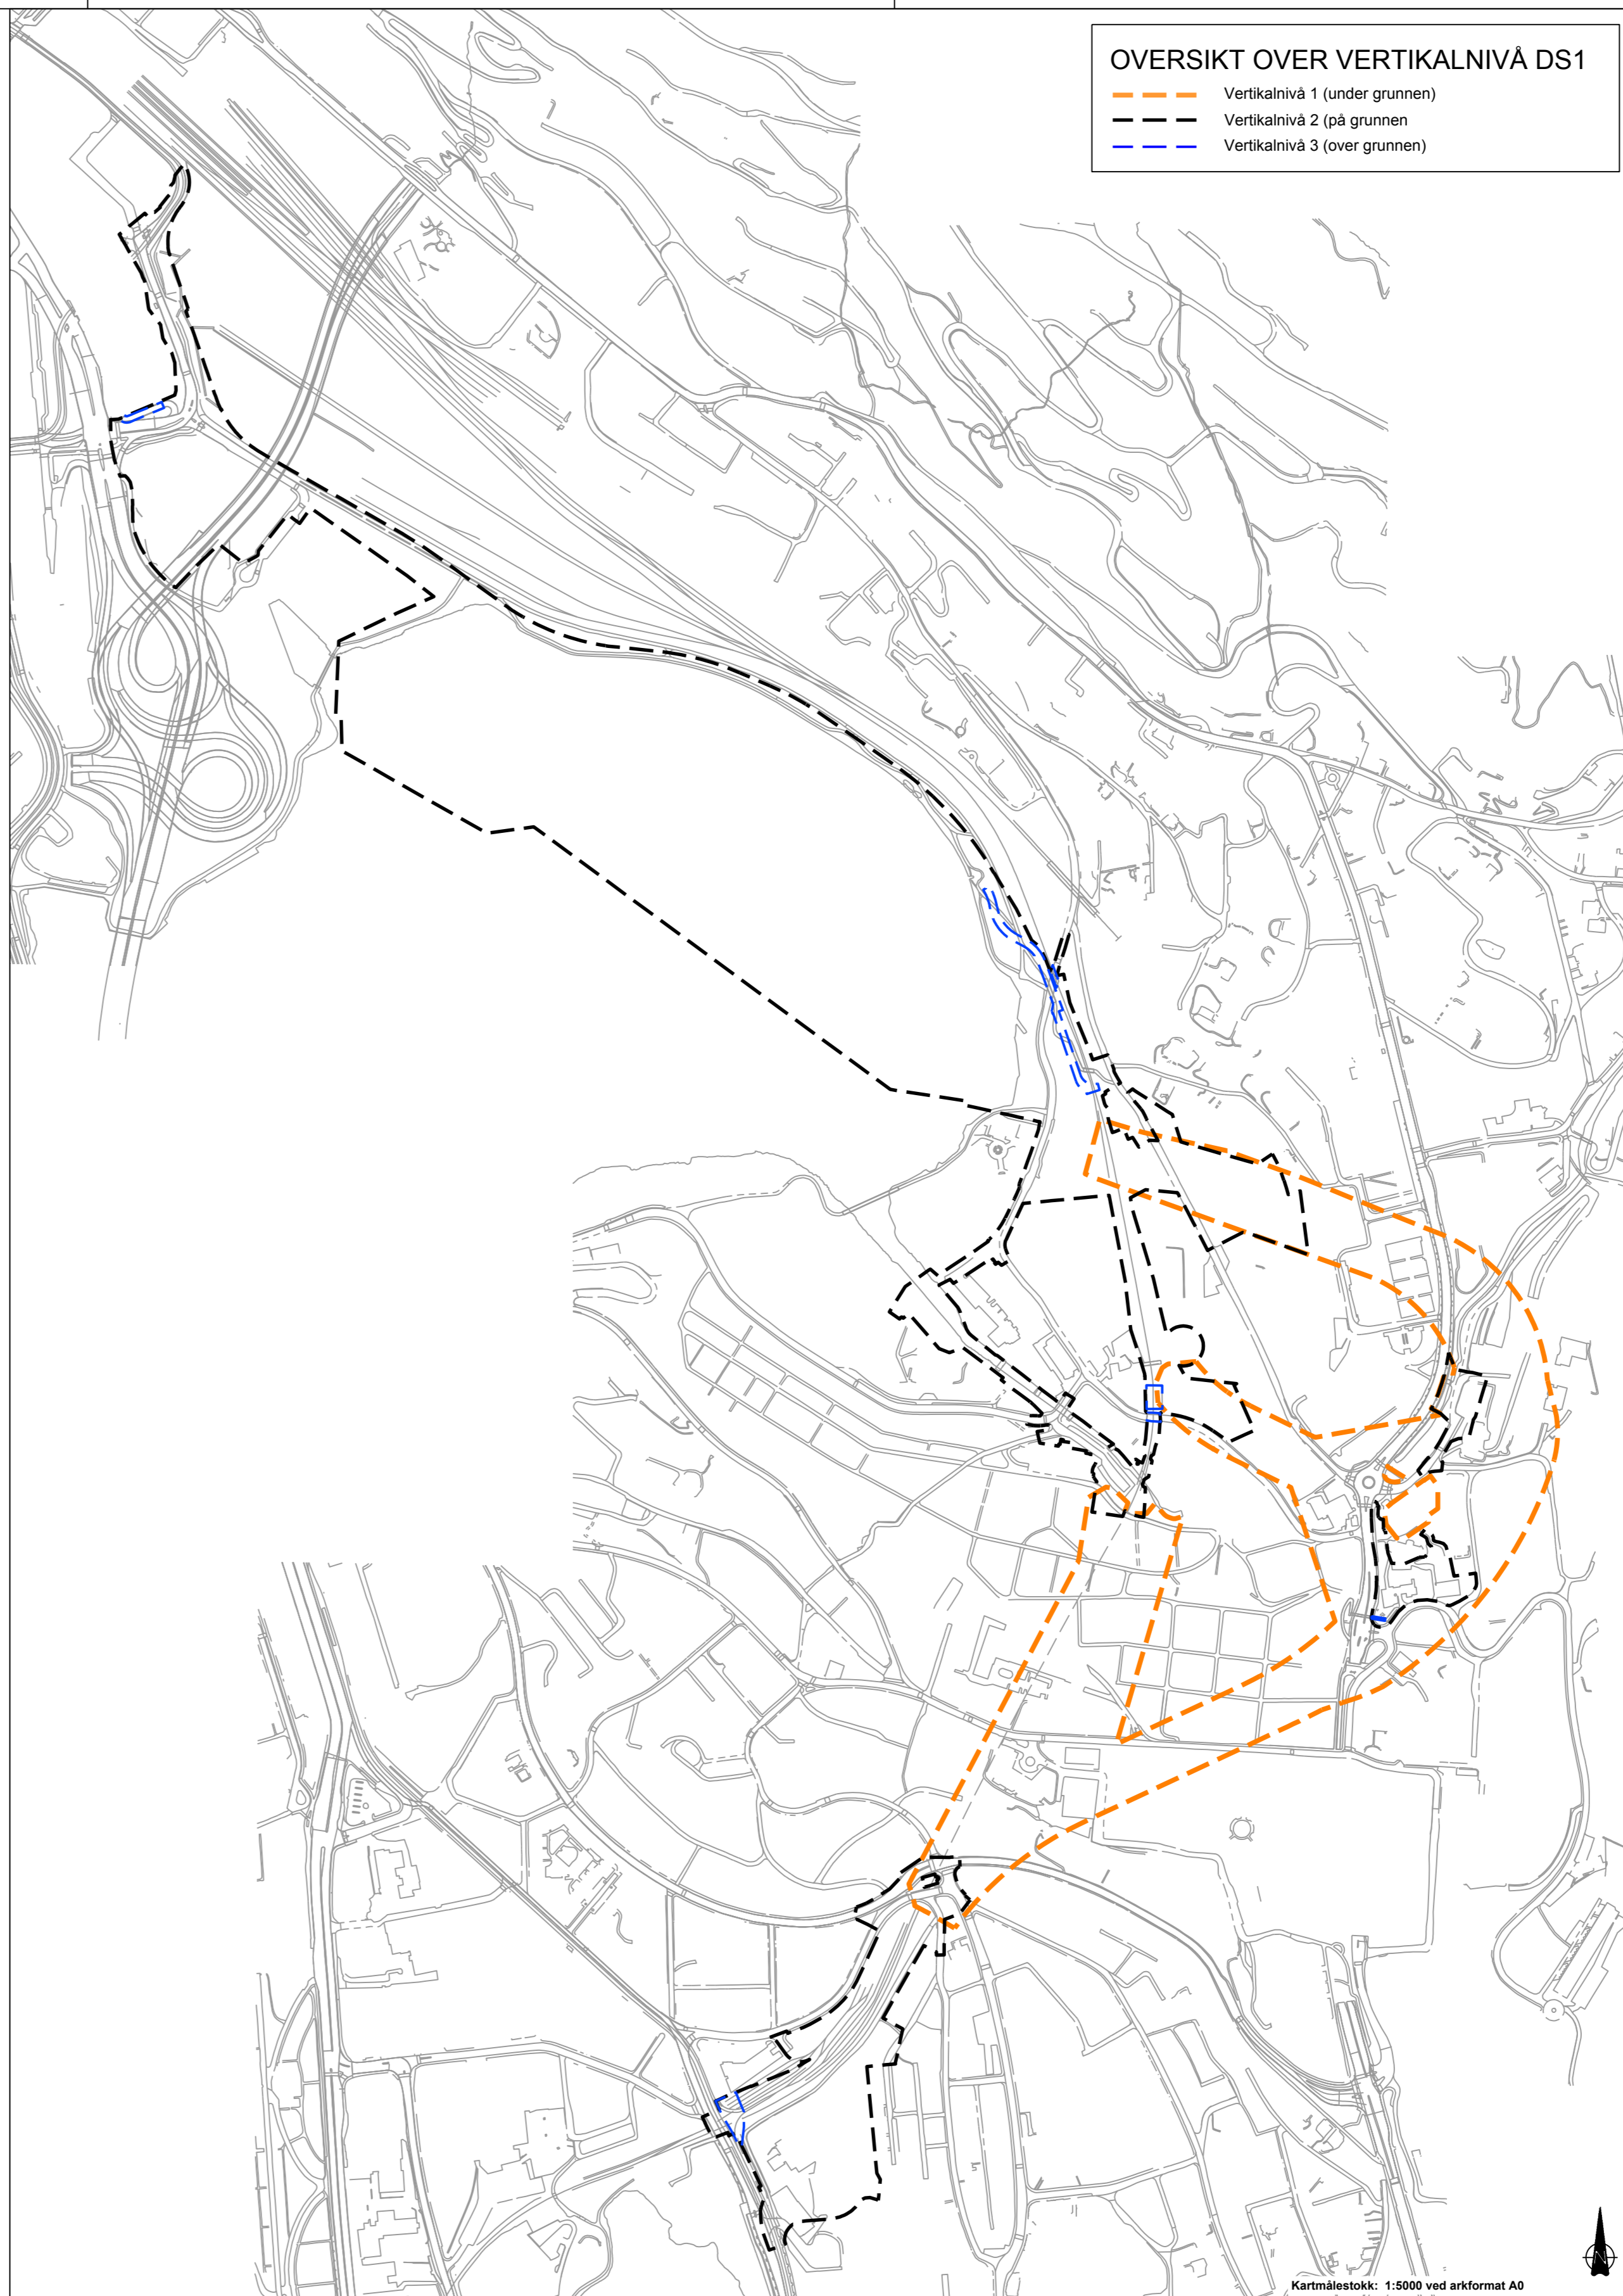 OVERSIKT OVER VERTIKALNIVÅ DS1
Vertikalnivå 1 (under grunnen)
Vertikalnivå 2 (på grunnen
Vertikalnivå 3 (over grunnen)
N
Kartmålestokk: 1:5000 ved arkformat A0